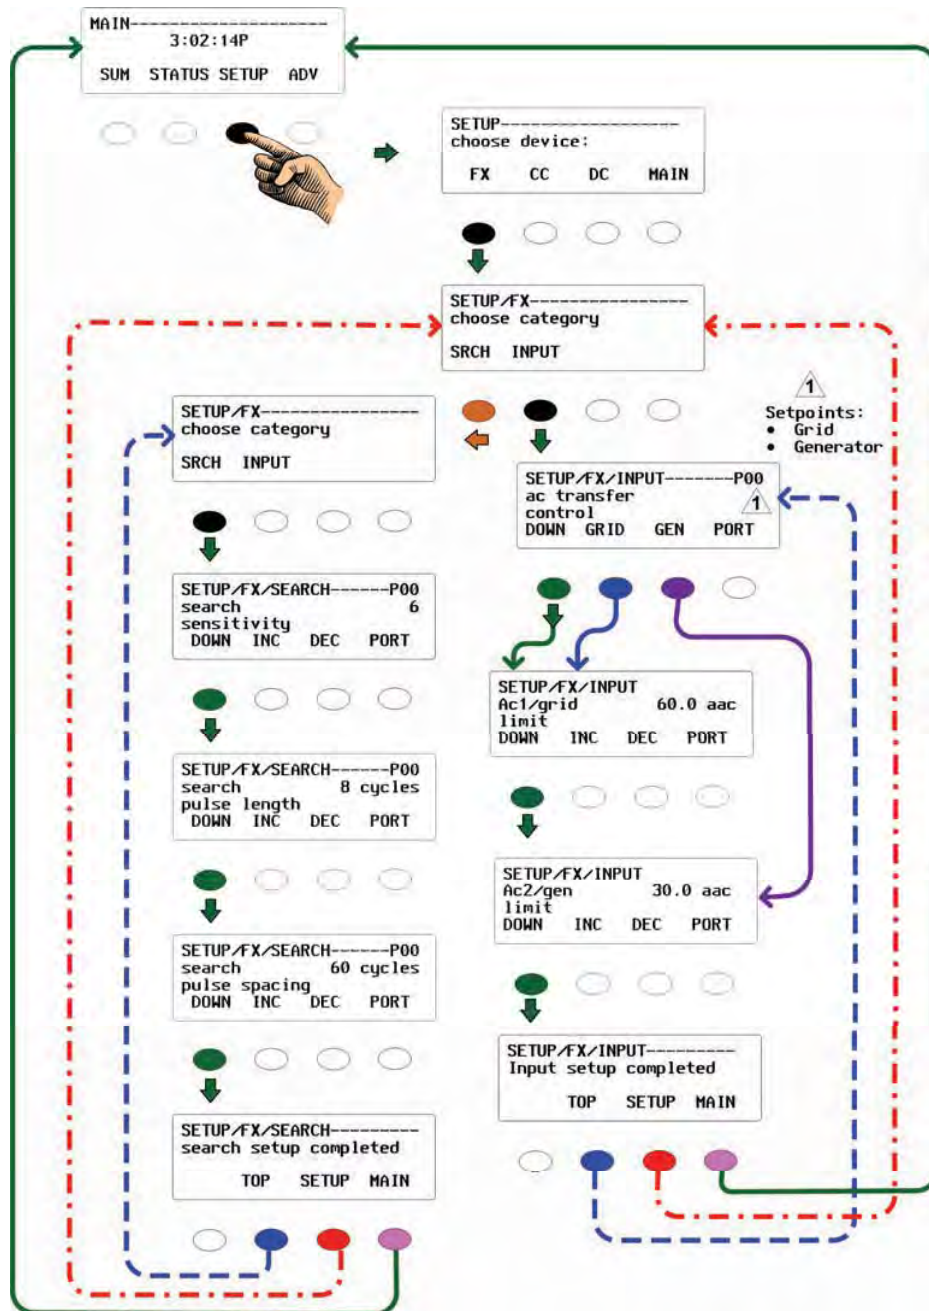 MAIN--------------------
3:02:14P
SUM STATUS SETUP ADV
SETUP------------------
choose device:
FX CC DC MAIN
SETUP/FX----------------
choose category
SRCH INPUT
1
Setpoints:
• Grid
• Generator
SETUP/FX----------------
choose category
SRCH INPUT
SETUP/FX/INPUT-------P00
ac transfer
control
1
DOWN GRID GEN PORT
SETUP/FX/SEARCH------P00
search 6
sensitivity
DOWN INC DEC PORT
SETUP/FX/INPUT
Ac1/grid 60.0 aac
limit
DOWN INC DEC PORT
SETUP/FX/SEARCH------P00
search 8 cycles
pulse length
DOWN INC DEC PORT
SETUP/FX/INPUT
Ac2/gen 30.0 aac
limit
DOWN INC DEC PORT
SETUP/FX/SEARCH------P00
search 60 cycles
pulse spacing
DOWN INC DEC PORT
SETUP/FX/INPUT---------
Input setup completed
TOP SETUP MAIN
SETUP/FX/SEARCH---------
search setup completed
TOP SETUP MAIN